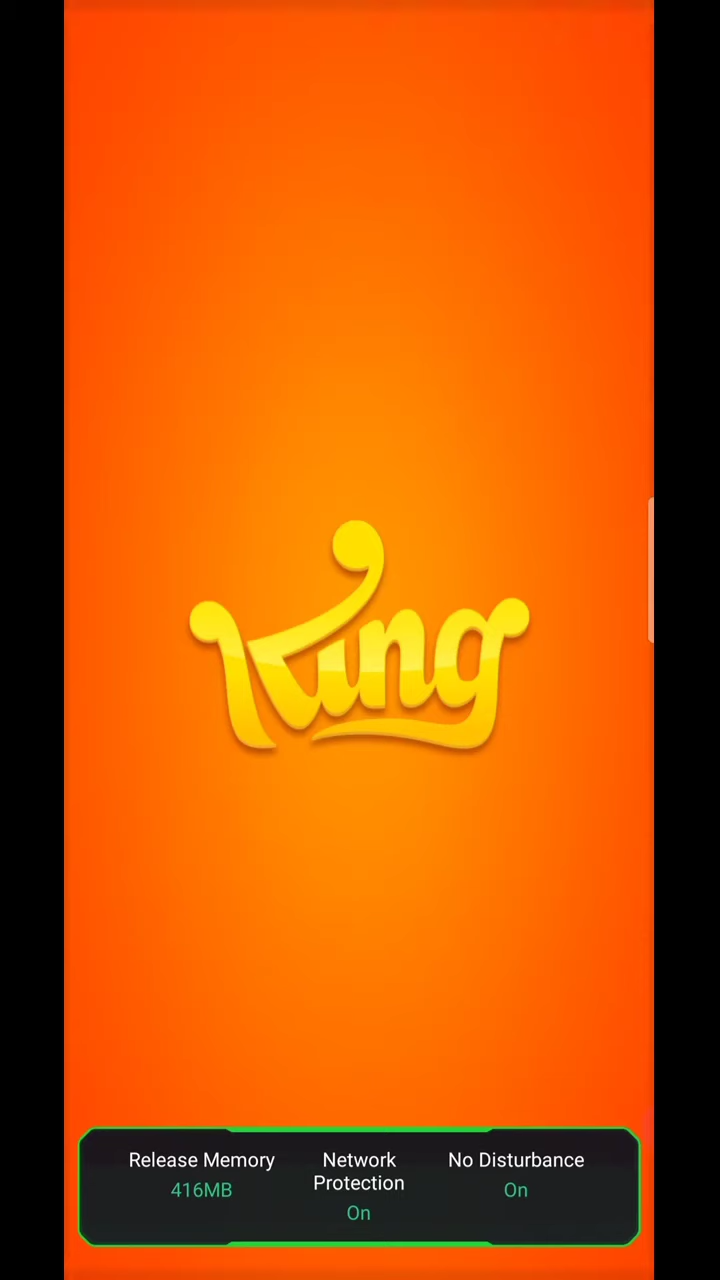 King
Release Memory
416MB
Network
Protection
On
No Disturbance
On